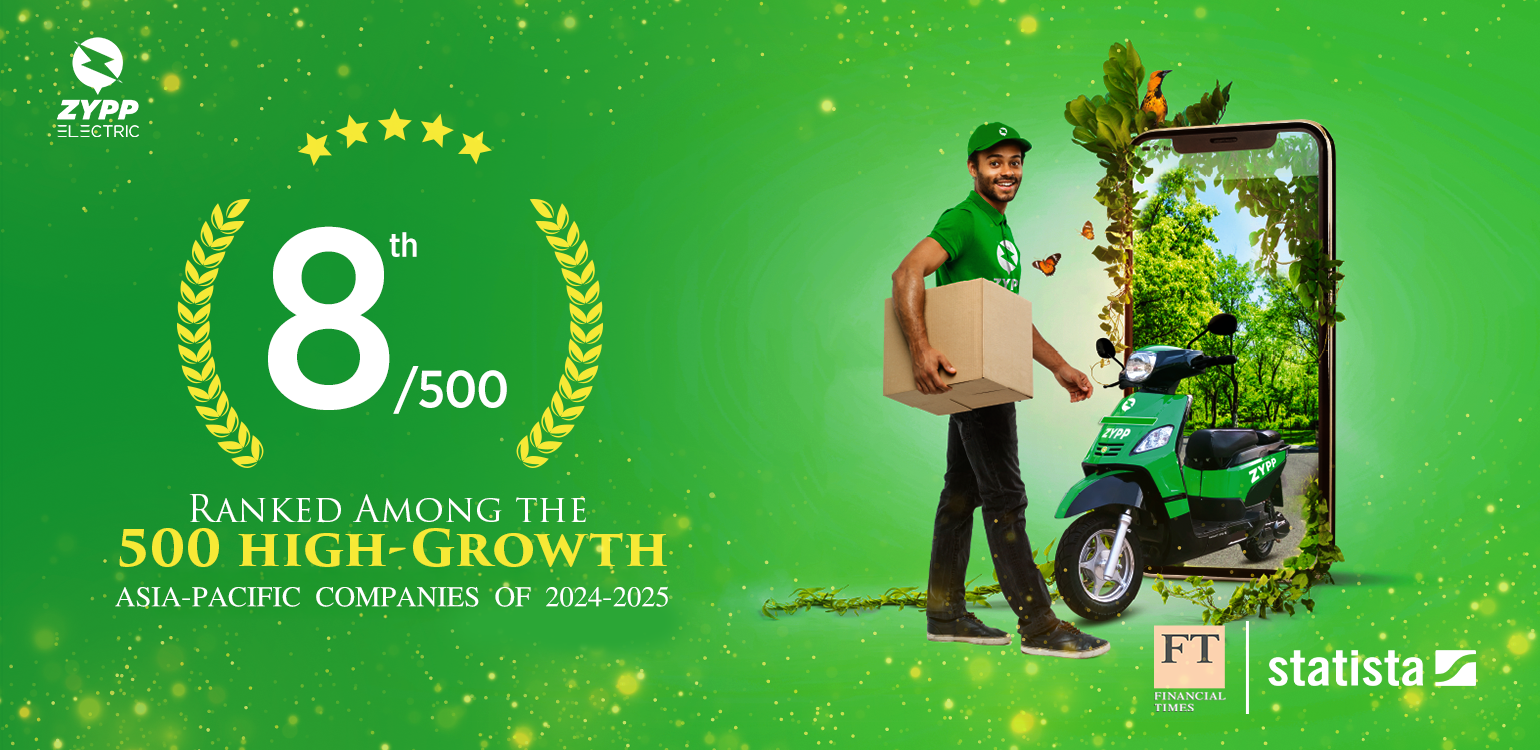 ZYPP
ELECTRIC
8th
/500
RANKED AMONG THE
500 HIGH-GROWTH
ASIA-PACIFIC COMPANIES OF 2024-2025
ZYPP
ZYPP
ZYPP
FT
FINANCIAL
TIMES
statista